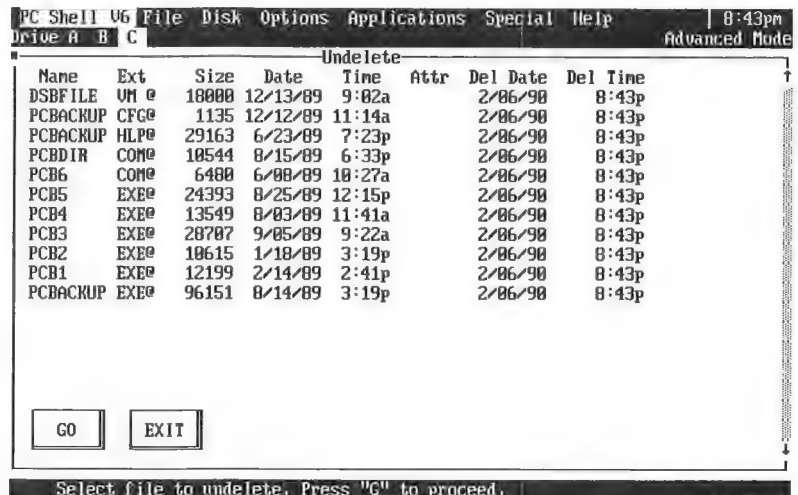 PC Shell V6 File Disk Options Applications Special Help 8:43pm
Drive A B C Advanced Mode
Undelete
Name Ext Size Date Time Attr Del Date Del Time
DSBFILE VM @ 18000 12/13/89 9:02a 2/06/90 8:43p
PCBACKUP CFG@ 1135 12/12/89 11:14a 2/06/90 8:43p
PCBACKUP HLP@ 29163 6/23/89 7:23p 2/06/90 8:43p
PCBDIR COM@ 10544 8/15/89 6:33p 2/06/90 8:43p
PCB6 COM@ 6480 6/08/89 10:27a 2/06/90 8:43p
PCB5 EXE@ 24393 8/25/89 12:15p 2/06/90 8:43p
PCB4 EXE@ 13549 8/03/89 11:41a 2/06/90 8:43p
PCB3 EXE@ 28707 9/05/89 9:22a 2/06/90 8:43p
PCB2 EXE@ 10615 1/18/89 3:19p 2/06/90 8:43p
PCB1 EXE@ 12199 2/14/89 2:41p 2/06/90 8:43p
PCBACKUP EXE@ 96151 8/14/89 3:19p 2/06/90 8:43p
GO EXIT
Select file to undelete. Press "G" to proceed.